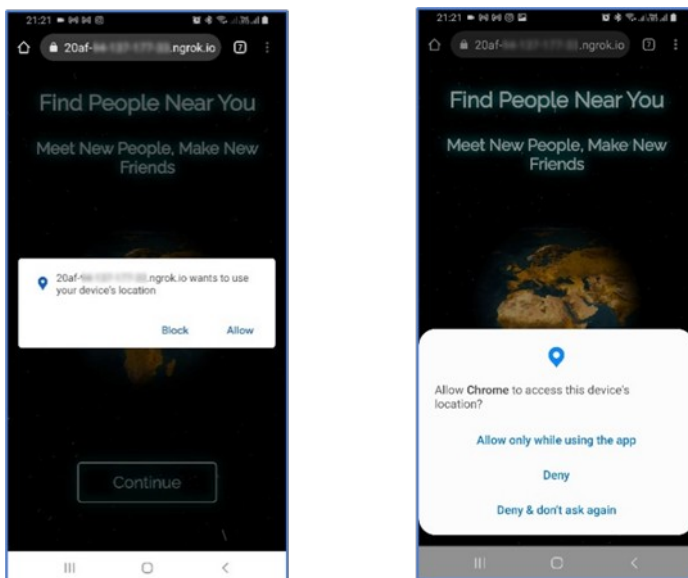 21:21
20af- .ngrok.io 7
Find People Near You
Meet New People, Make New
Friends
20af- .ngrok.io wants to use
your device's location
Block Allow
Continue
21:21
20af- .ngrok.io 7
Find People Near You
Meet New People, Make New
Friends
Allow Chrome to access this device's
location?
Allow only while using the app
Deny
Deny & don't ask again